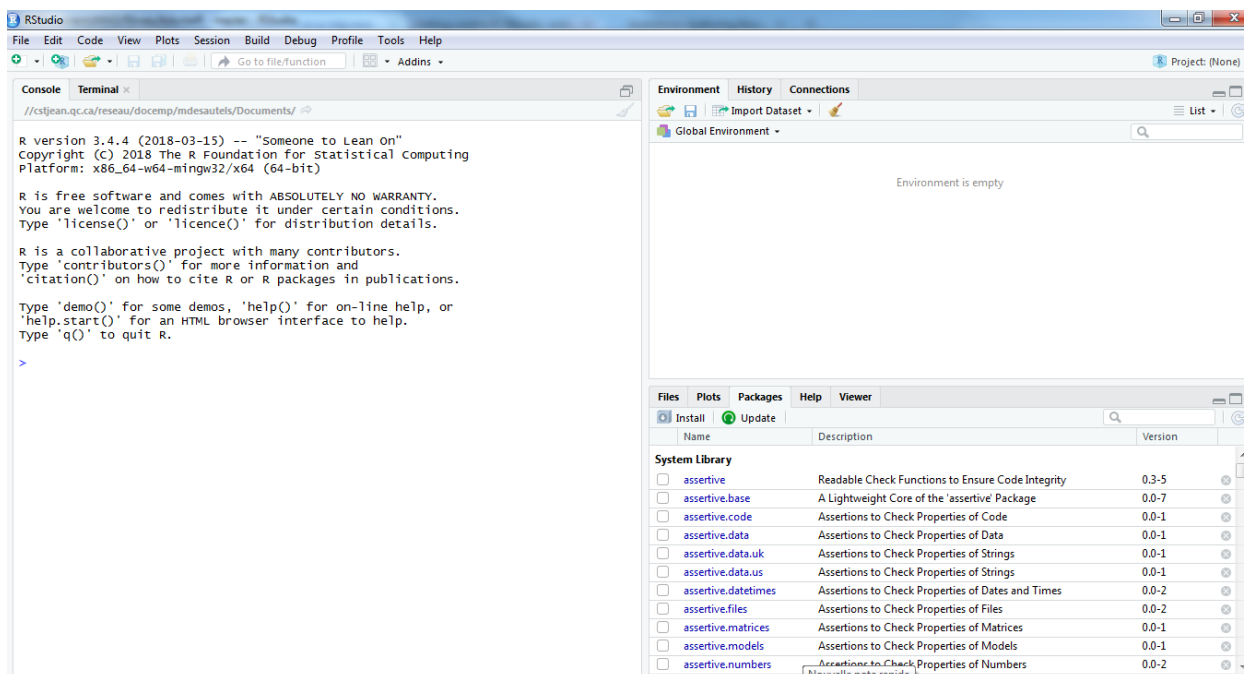 RStudio
File Edit Code View Plots Session Build Debug Profile Tools Help
Go to file/function Addins Project: (None)
Console Terminal
//cstjean.qc.ca/reseau/docemp/mdesautels/Documents/
R version 3.4.4 (2018-03-15) -- "Someone to Lean On"
Copyright (C) 2018 The R Foundation for Statistical Computing
Platform: x86_64-w64-mingw32/x64 (64-bit)
R is free software and comes with ABSOLUTELY NO WARRANTY.
You are welcome to redistribute it under certain conditions.
Type 'license()' or 'licence()' for distribution details.
R is a collaborative project with many contributors.
Type 'contributors()' for more information and
'citation()' on how to cite R or R packages in publications.
Type 'demo()' for some demos, 'help()' for on-line help, or
'help.start()' for an HTML browser interface to help.
Type 'q()' to quit R.
>
Environment History Connections
Import Dataset List
Global Environment
Environment is empty
Files Plots Packages Help Viewer
Install Update
Name Description Version
System Library
assertive Readable Check Functions to Ensure Code Integrity 0.3-5
assertive.base A Lightweight Core of the 'assertive' Package 0.0-7
assertive.code Assertions to Check Properties of Code 0.0-1
assertive.data Assertions to Check Properties of Data 0.0-1
assertive.data.uk Assertions to Check Properties of Strings 0.0-1
assertive.data.us Assertions to Check Properties of Strings 0.0-1
assertive.datetimes Assertions to Check Properties of Dates and Times 0.0-2
assertive.files Assertions to Check Properties of Files 0.0-2
assertive.matrices Assertions to Check Properties of Matrices 0.0-1
assertive.models Assertions to Check Properties of Models 0.0-1
assertive.numbers Assertions to Check Properties of Numbers 0.0-2